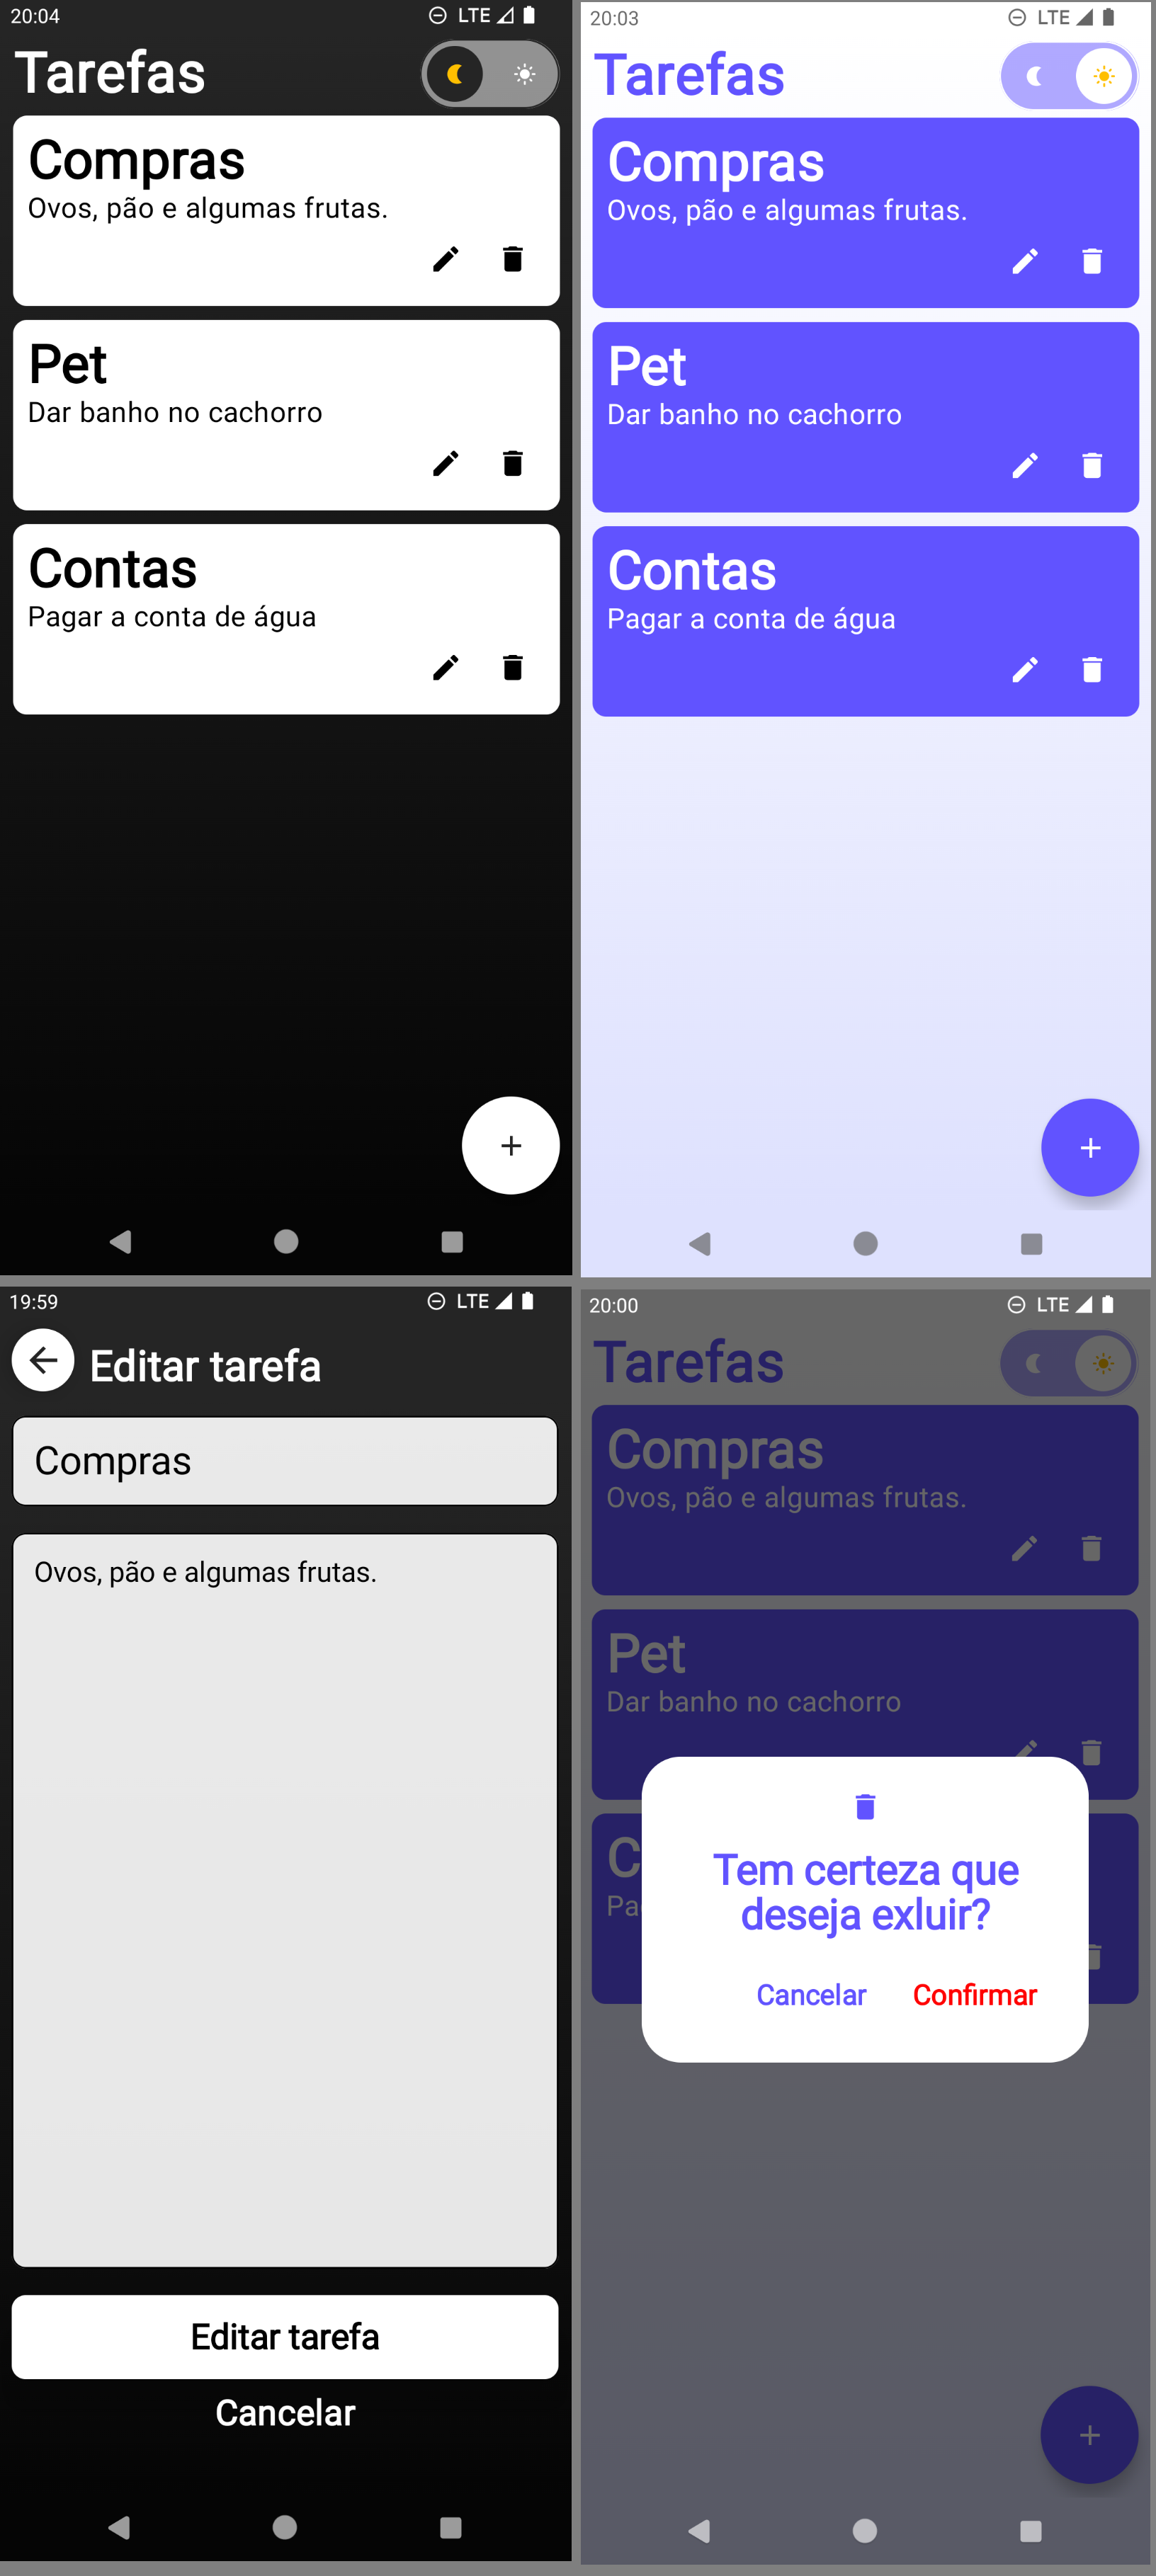 20:04 LTE
Tarefas
Compras
Ovos, pão e algumas frutas.
Pet
Dar banho no cachorro
Contas
Pagar a conta de água
+
20:03 LTE
Tarefas
Compras
Ovos, pão e algumas frutas.
Pet
Dar banho no cachorro
Contas
Pagar a conta de água
+
19:59 LTE
Editar tarefa
Compras
Ovos, pão e algumas frutas.
Editar tarefa
Cancelar
20:00 LTE
Tarefas
Compras
Ovos, pão e algumas frutas.
Pet
Dar banho no cachorro
C
Pa
Tem certeza que
deseja exluir?
Cancelar Confirmar
+